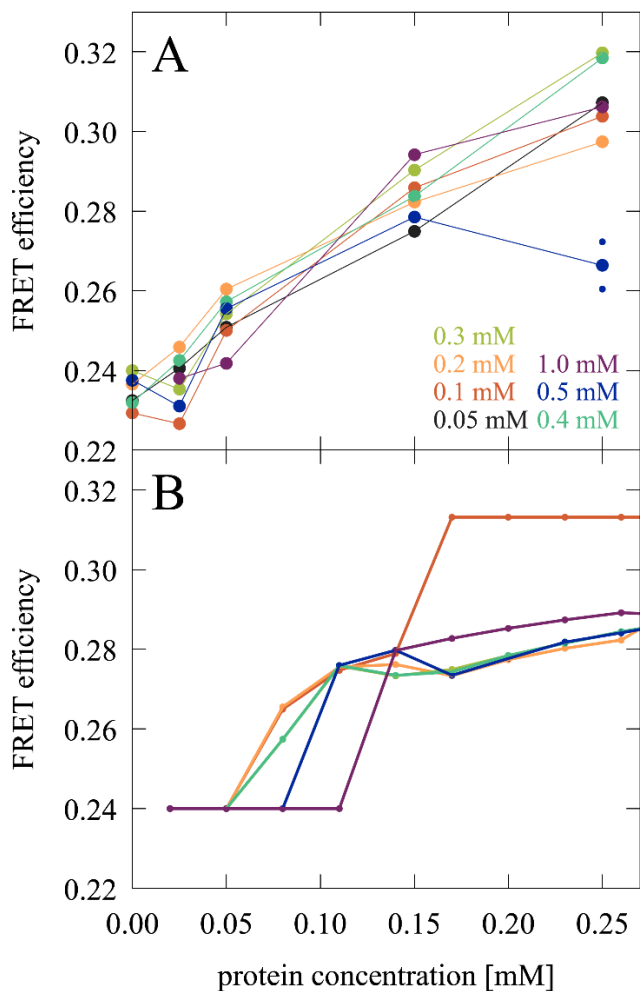 A
0.32
0.30
0.28
0.26
0.24
0.22
FRET efficiency
0.3 mM
0.2 mM 1.0 mM
0.1 mM 0.5 mM
0.05 mM 0.4 mM
B
0.32
0.30
0.28
0.26
0.24
0.22
FRET efficiency
0.00 0.05 0.10 0.15 0.20 0.25
protein concentration [mM]